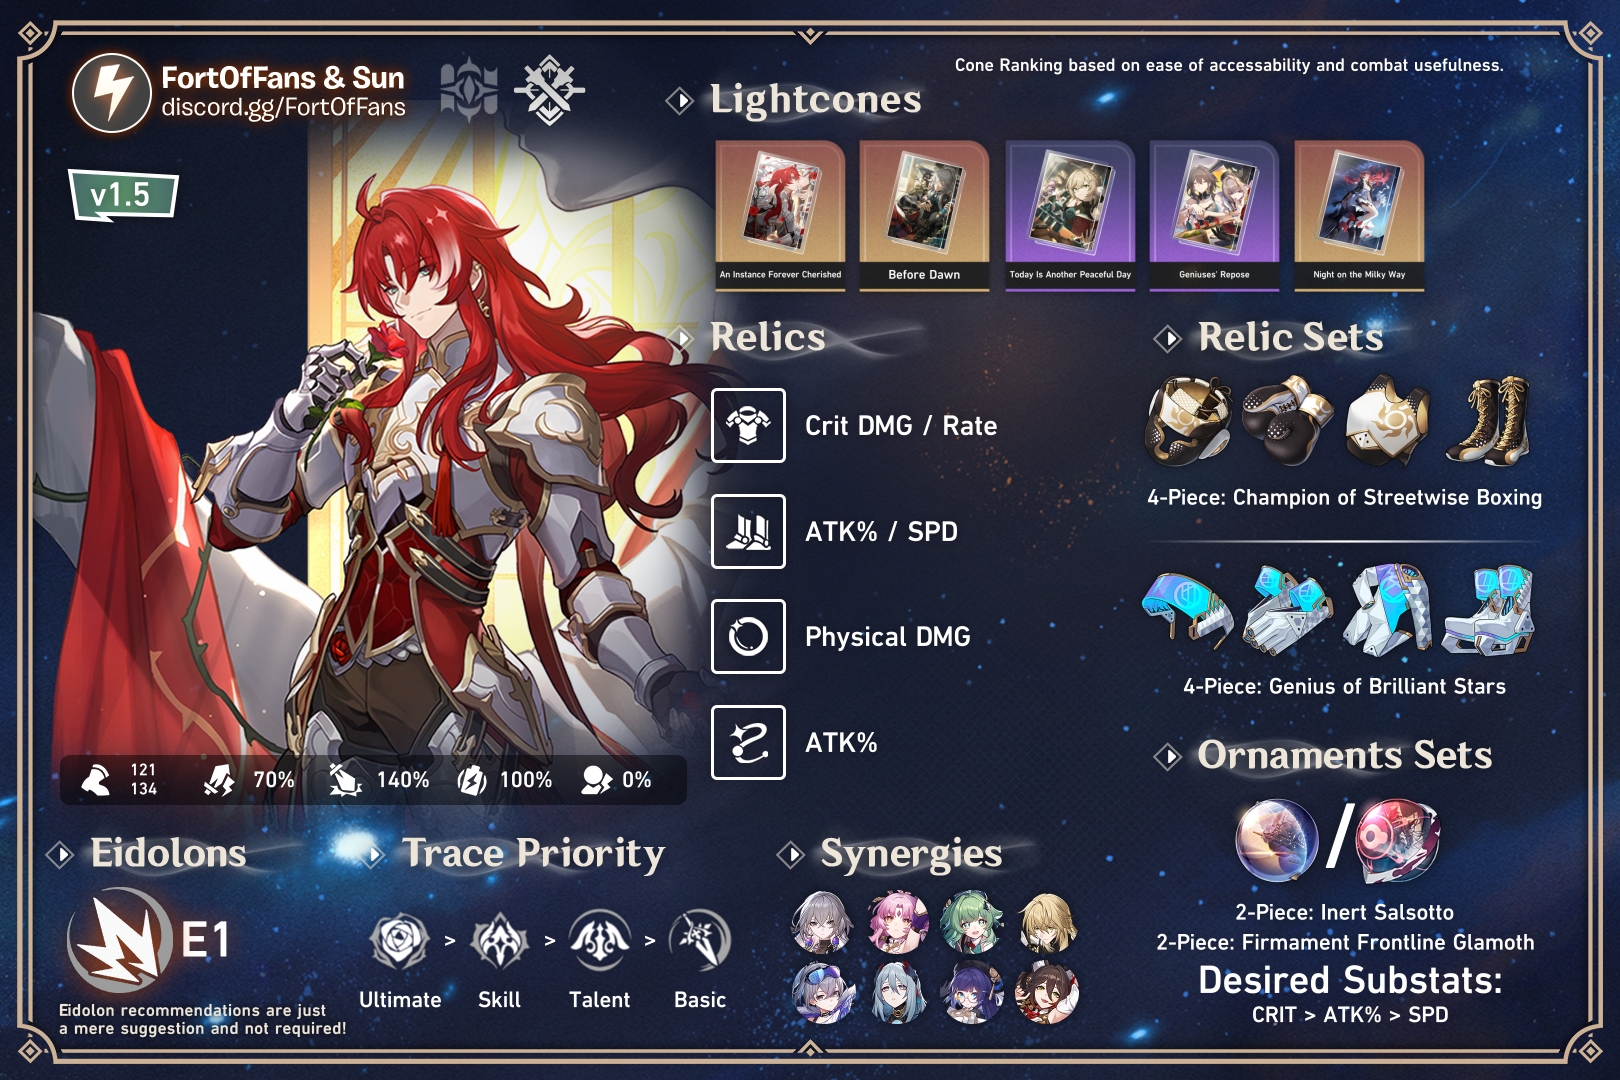 FortOfFans & Sun
discord.gg/FortOfFans
v1.5
Cone Ranking based on ease of accessability and combat usefulness.
Lightcones
An Instance Forever Cherished
Before Dawn
Today Is Another Peaceful Day
Geniuses' Repose
Night on the Milky Way
Relics
Crit DMG / Rate
ATK% / SPD
Physical DMG
ATK%
Relic Sets
4-Piece: Champion of Streetwise Boxing
4-Piece: Genius of Brilliant Stars
Ornaments Sets
/
2-Piece: Inert Salsotto
2-Piece: Firmament Frontline Glamoth
Desired Substats:
CRIT > ATK% > SPD
121
134
70%
140%
100%
0%
Eidolons
E1
Eidolon recommendations are just
a mere suggestion and not required!
Trace Priority
> > >
Ultimate
Skill
Talent
Basic
Synergies